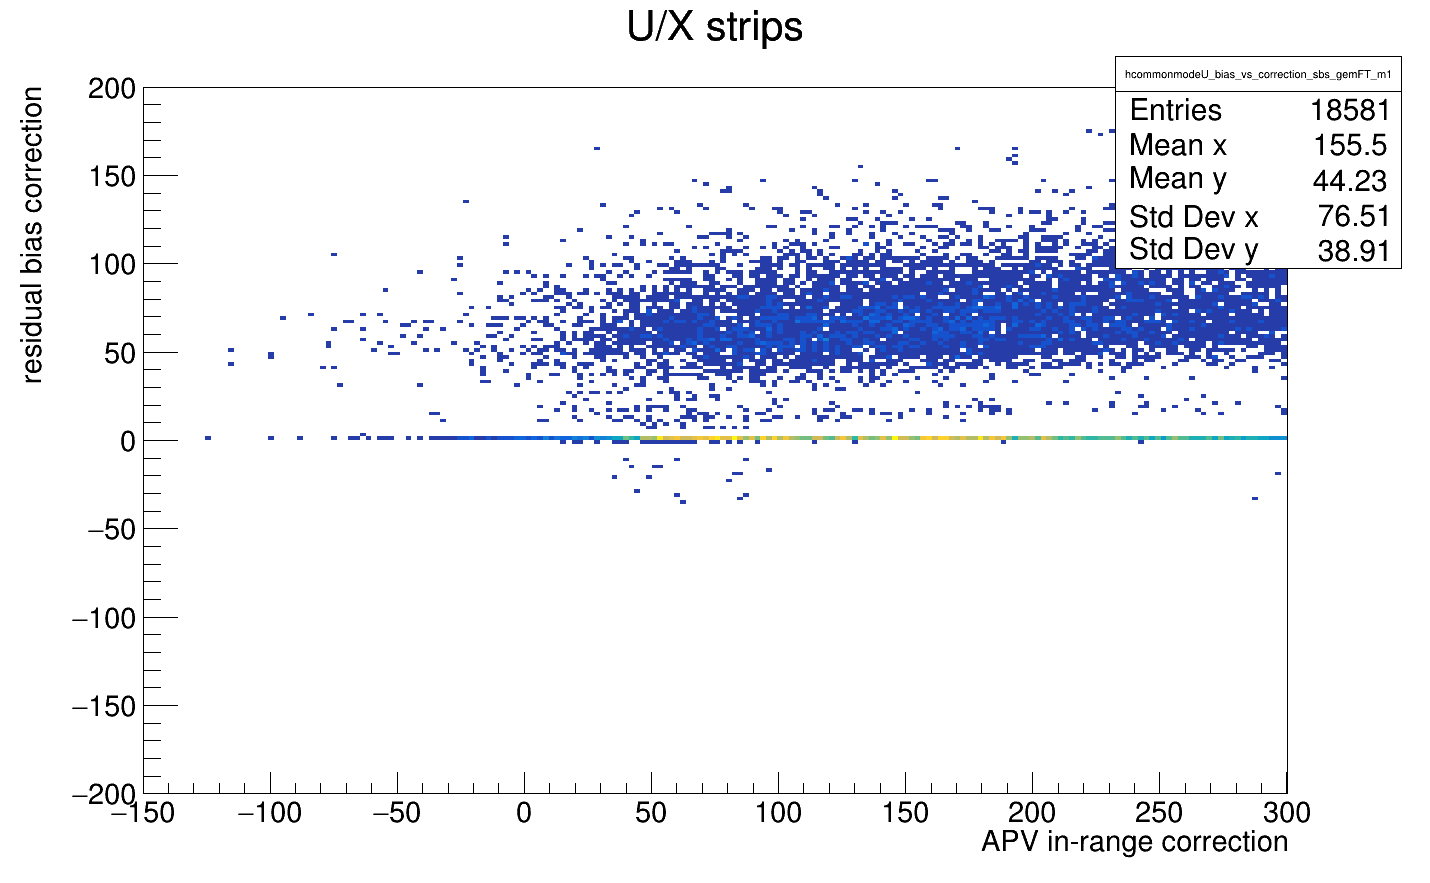 U/X strips
hcommonmodeU_bias_vs_correction_sbs_gemFT_m1
Entries 18581
Mean x 155.5
Mean y 44.23
Std Dev x 76.51
Std Dev y 38.91
residual bias correction
200
150
100
50
0
−50
−100
−150
−200
−150 −100 −50 0 50 100 150 200 250 300
APV in-range correction